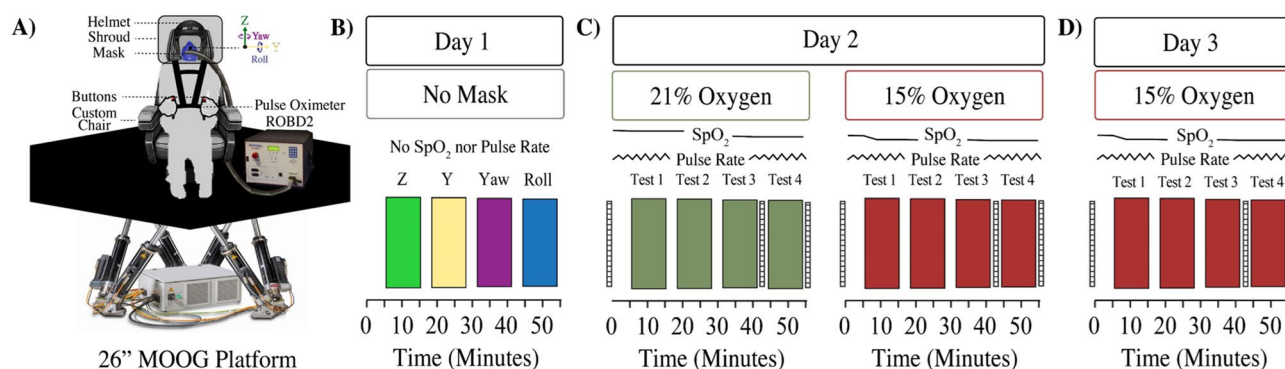 A)
Helmet
Shroud
Mask
Z
Yaw
Y
Roll
Buttons
Custom
Chair
Pulse Oximeter
ROBD2
26” MOOG Platform
B)
Day 1
No Mask
No SpO2 nor Pulse Rate
Z Y Yaw Roll
0 10 20 30 40 50
Time (Minutes)
C)
Day 2
21% Oxygen
SpO2
Pulse Rate
Test 1 Test 2 Test 3 Test 4
0 10 20 30 40 50
Time (Minutes)
15% Oxygen
SpO2
Pulse Rate
Test 1 Test 2 Test 3 Test 4
0 10 20 30 40 50
Time (Minutes)
D)
Day 3
15% Oxygen
SpO2
Pulse Rate
Test 1 Test 2 Test 3 Test 4
0 10 20 30 40 50
Time (Minutes)